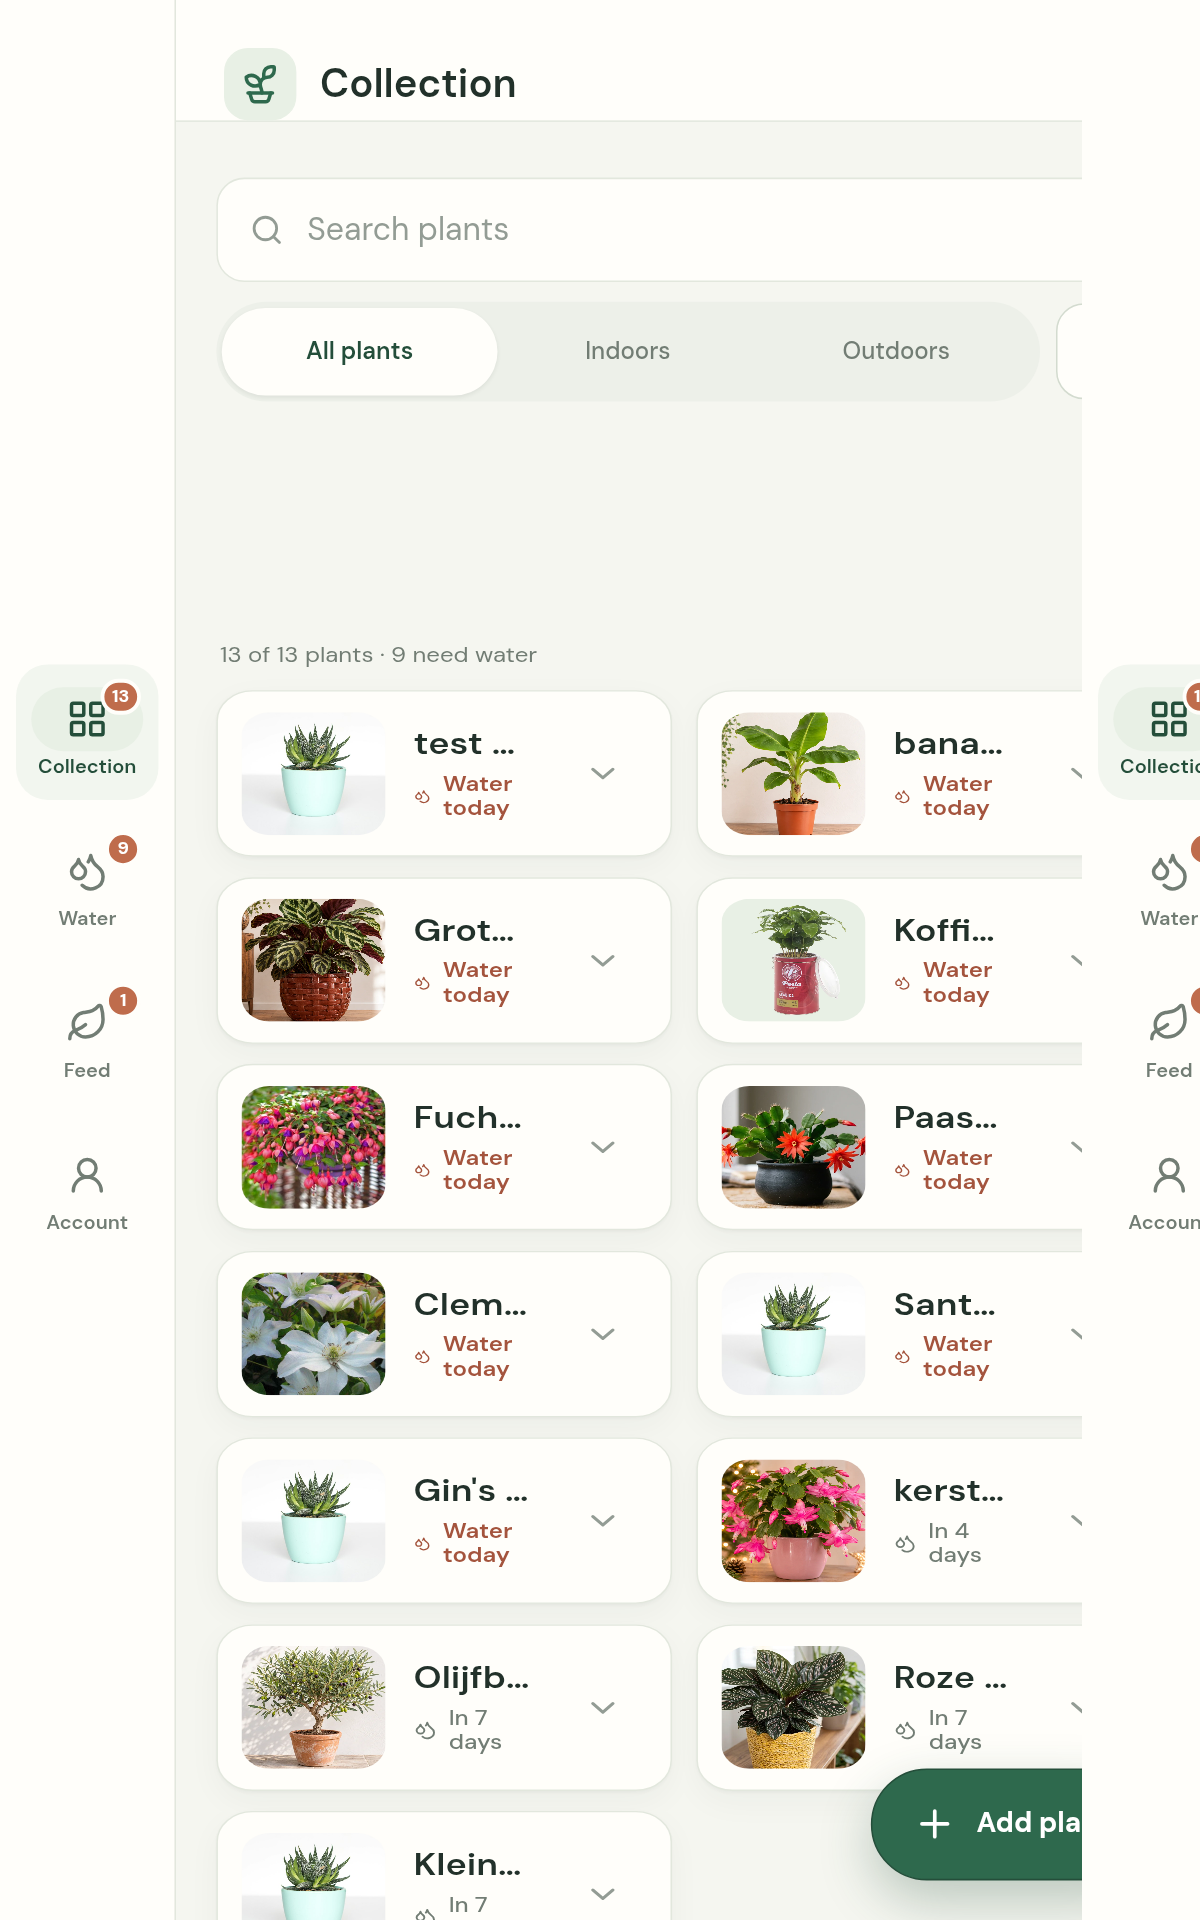 Collection
Search plants
All plants
Indoors
Outdoors
13 of 13 plants · 9 need water
13
Collection
9
Water
1
Feed
Account
test ...
Water
today
bana...
Water
today
Grot...
Water
today
Koffi...
Water
today
Fuch...
Water
today
Paas...
Water
today
Clem...
Water
today
Sant...
Water
today
Gin's ...
Water
today
kerst...
In 4
days
Olijfb...
In 7
days
Roze ...
In 7
days
Klein...
In 7
Add pla
1
Collectic
Water
Feed
Accoun